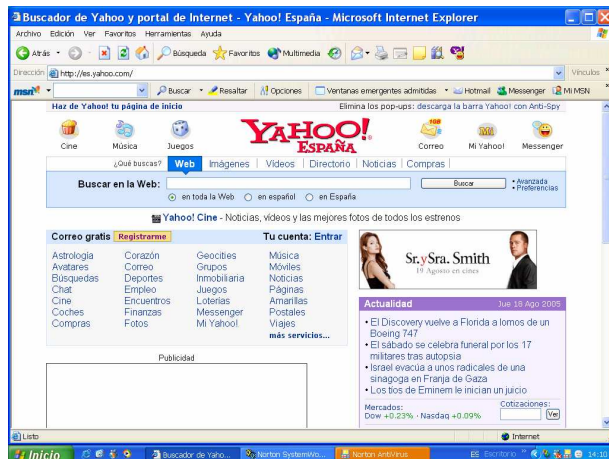 Buscador de Yahoo y portal de Internet - Yahoo! España - Microsoft Internet Explorer
Archivo Edición Ver Favoritos Herramientas Ayuda
Atrás Búsqueda Favoritos Multimedia
Dirección http://es.yahoo.com/ Vínculos
msn Buscar Resaltar Opciones Ventanas emergentes admitidas Hotmail Messenger Mi MSN
Haz de Yahoo! tu página de inicio Elimina los pop-ups: descarga la barra Yahoo! con Anti-Spy
YAHOO!
ESPAÑA
1GB
Cine Música Juegos Correo Mi Yahoo! Messenger
¿Qué buscas? Web Imágenes Vídeos Directorio Noticias Compras
Buscar en la Web: Buscar
• Avanzada
• Preferencias
en toda la Web en español en España
Yahoo! Cine - Noticias, vídeos y las mejores fotos de todos los estrenos
Correo gratis Registrarme Tu cuenta: Entrar
Astrología Corazón Geocities Música
Avatares Correo Grupos Móviles
Búsquedas Deportes Inmobiliaria Noticias
Chat Empleo Juegos Páginas
Cine Encuentros Loterías Amarillas
Coches Finanzas Messenger Postales
Compras Fotos Mi Yahoo! Viajes
más servicios...
Publicidad
Sr.ySra. Smith
19 Agosto en cines
Actualidad Jue 18 Ago 2005
• El Discovery vuelve a Florida a lomos de un
Boeing 747
• El sábado se celebra funeral por los 17
militares tras autopsia
• Israel evacúa a unos radicales de una
sinagoga en Franja de Gaza
• Los tíos de Eminem le inician un juicio
Mercados:
Dow +0.23% - Nasdaq +0.09%
Cotizaciones:
Ver
Listo Internet
Inicio Buscador de Yaho... Norton SystemWo... Norton AntiVirus ES Escritorio 14:10